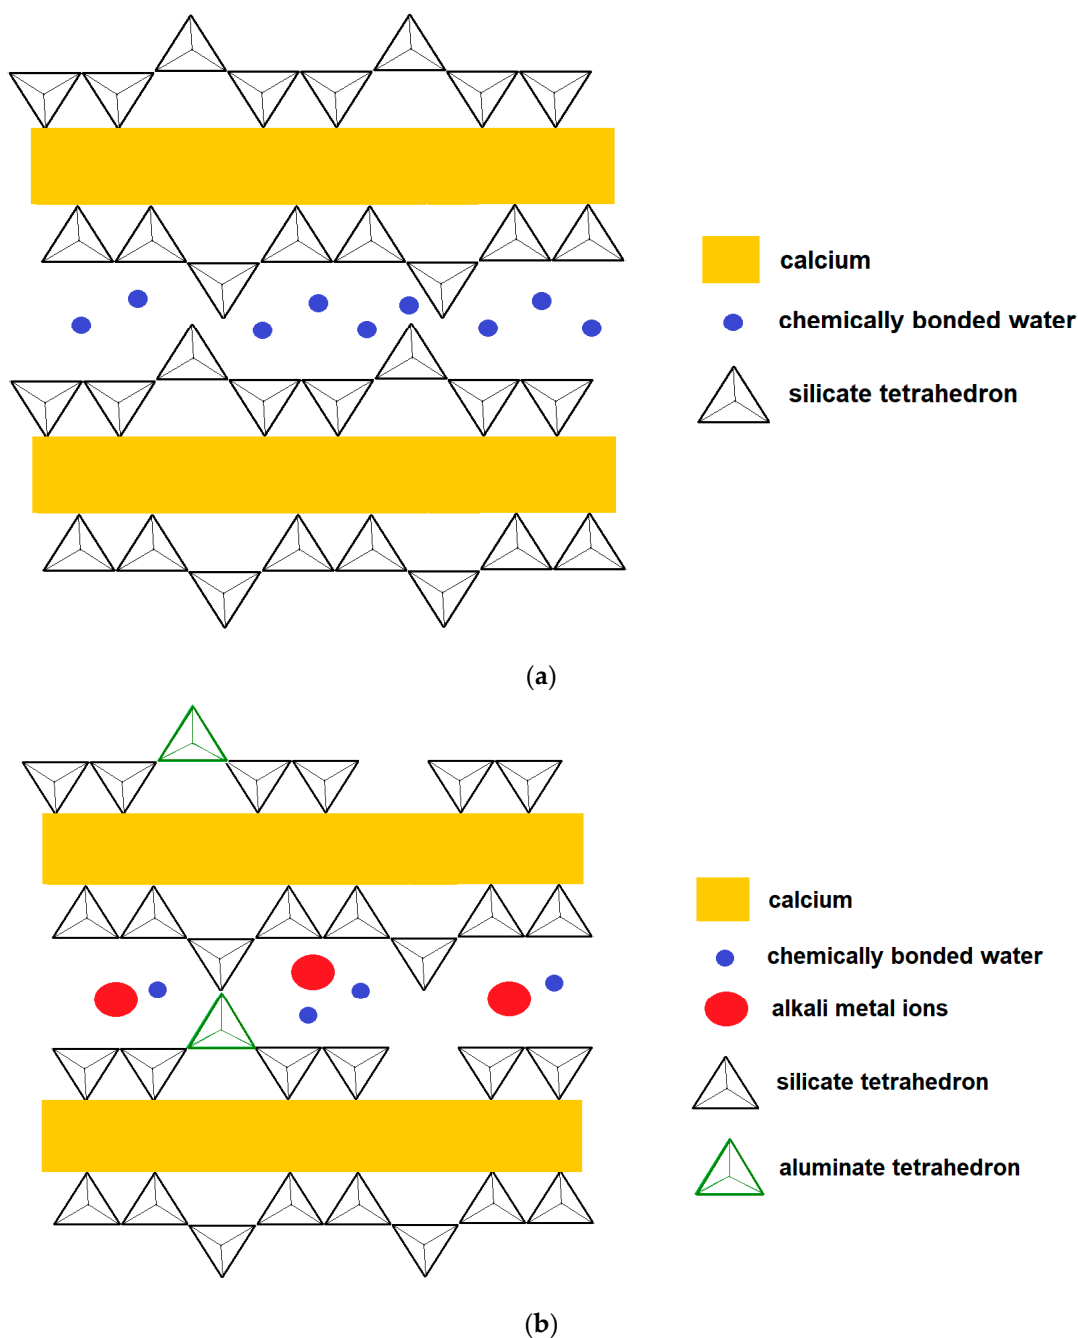 calcium
chemically bonded water
silicate tetrahedron
(a)
calcium
chemically bonded water
alkali metal ions
silicate tetrahedron
aluminate tetrahedron
(b)